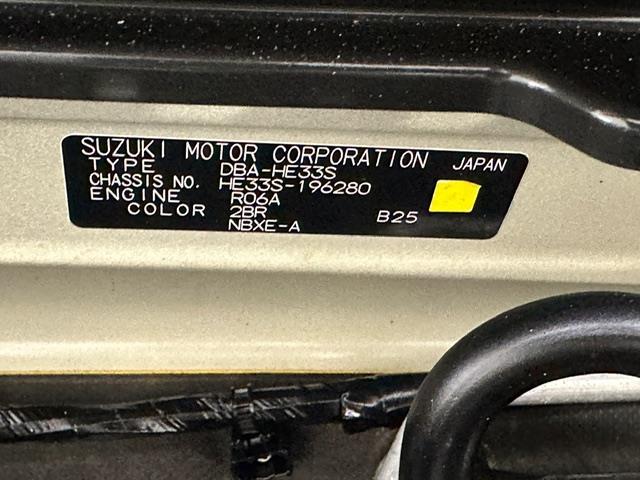 SUZUKI MOTOR CORPORATION JAPAN
TYPE DBA-HE33S
CHASSIS NO. HE33S-196280
ENGINE R06A
COLOR 2BR B25
NBXE-A